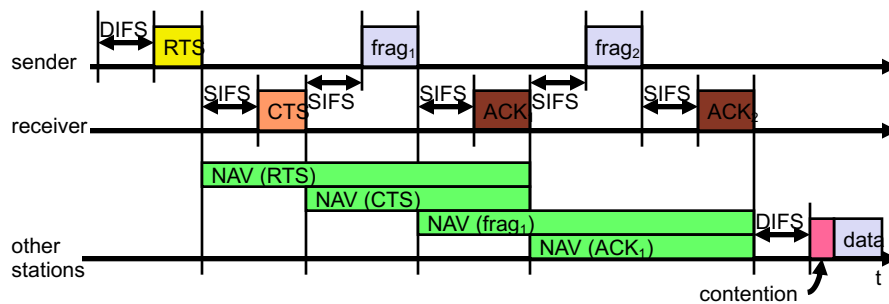 DIFS
RTS
frag₁
frag₂
sender
SIFS
SIFS
SIFS
SIFS
SIFS
CTS
ACK₁
ACK₂
receiver
NAV (RTS)
NAV (CTS)
NAV (frag₁)
NAV (ACK₁)
DIFS
data
other
stations
t
contention